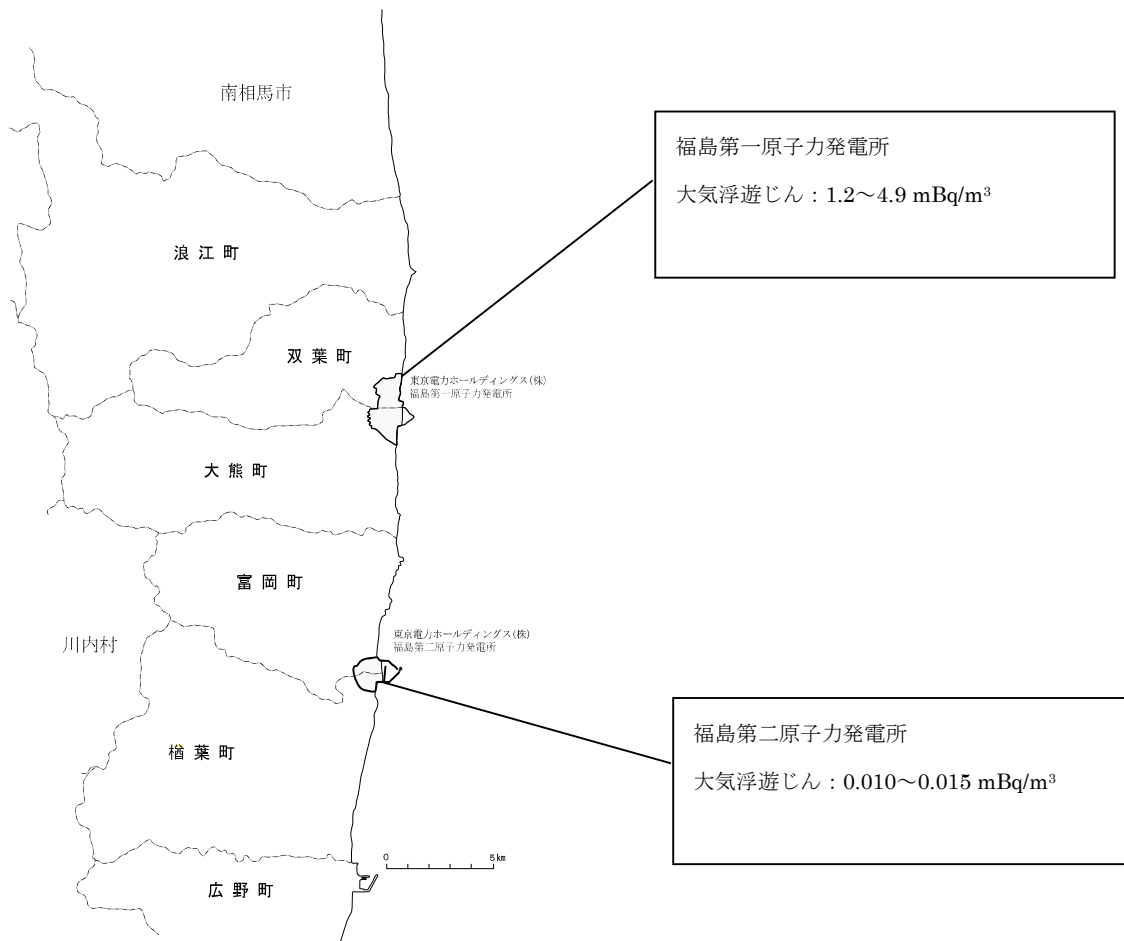 南相馬市
福島第一原子力発電所
大気浮遊じん：1.2～4.9 mBq/m³
浪江町
双葉町
東京電力ホールディングス(株)
福島第一原子力発電所
大熊町
富岡町
東京電力ホールディングス(株)
福島第二原子力発電所
川内村
福島第二原子力発電所
大気浮遊じん：0.010～0.015 mBq/m³
楢葉町
0 5km
広野町